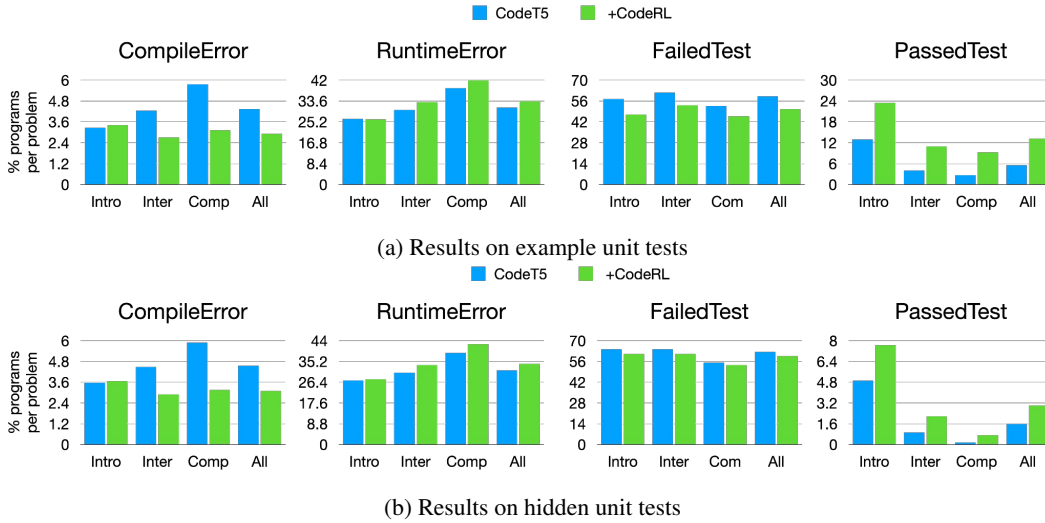 CodeT5 +CodeRL
CompileError RuntimeError FailedTest PassedTest
% programs
per problem
6 42 70 30
4.8 33.6 56 24
3.6 25.2 42 18
2.4 16.8 28 12
1.2 8.4 14 6
0 0 0 0
Intro Inter Comp All Intro Inter Comp All Intro Inter Com All Intro Inter Comp All
(a) Results on example unit tests
CodeT5 +CodeRL
CompileError RuntimeError FailedTest PassedTest
% programs
per problem
6 44 70 8
4.8 35.2 56 6.4
3.6 26.4 42 4.8
2.4 17.6 28 3.2
1.2 8.8 14 1.6
0 0 0 0
Intro Inter Comp All Intro Inter Comp All Intro Inter Com All Intro Inter Comp All
(b) Results on hidden unit tests